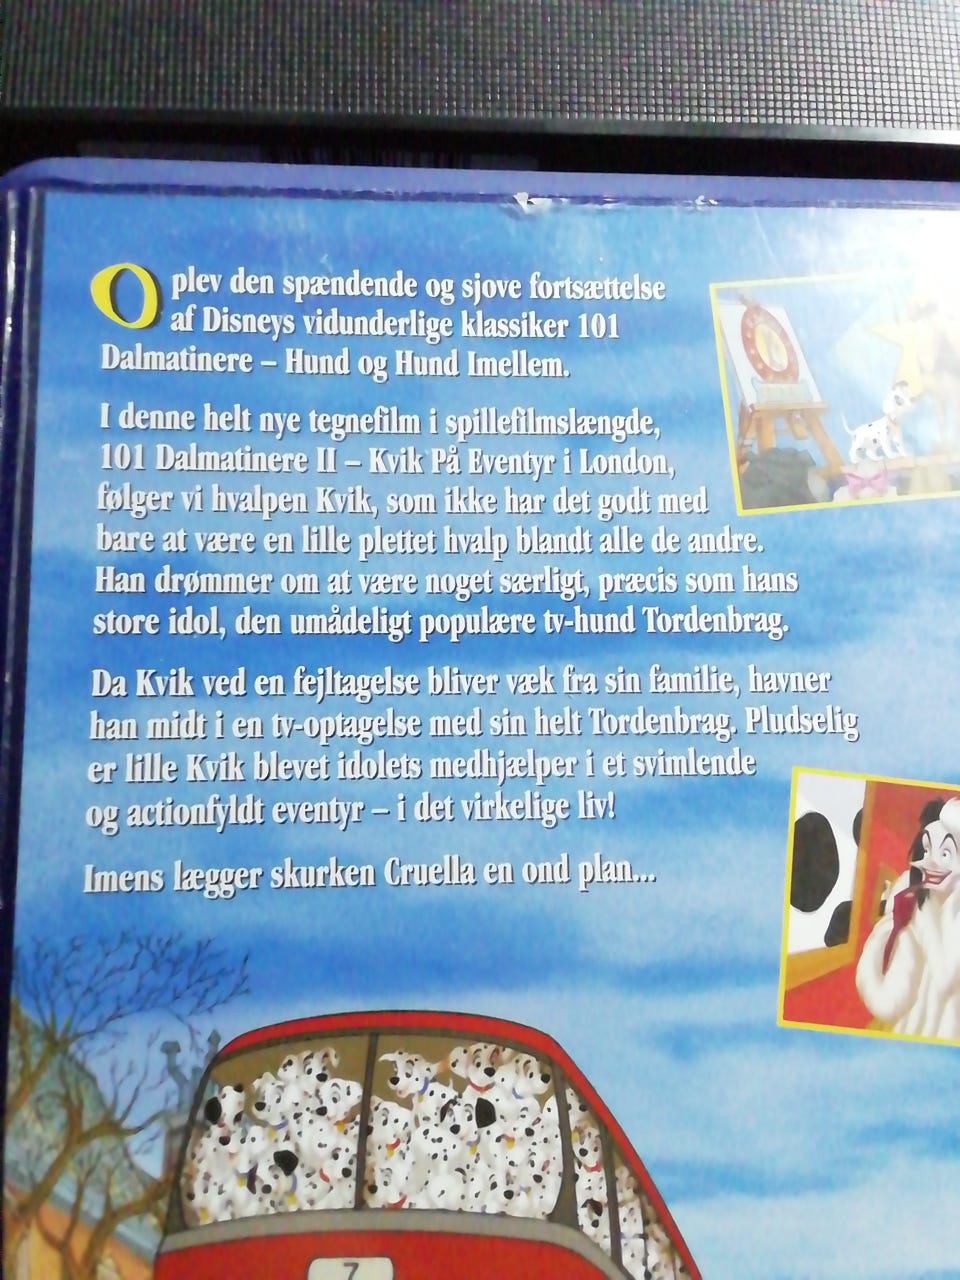 Oplev den spændende og sjove fortsættelse
af Disneys vidunderlige klassiker 101
Dalmatinere – Hund og Hund Imellem.
I denne helt nye tegnefilm i spillefilmslængde,
101 Dalmatinere II – Kvik På Eventyr i London,
følger vi hvalpen Kvik, som ikke har det godt med
bare at være en lille plettet hvalp blandt alle de andre.
Han drømmer om at være noget særligt, præcis som hans
store idol, den umådeligt populære tv-hund Tordenbrag.
Da Kvik ved en fejltagelse bliver væk fra sin familie, havner
han midt i en tv-optagelse med sin helt Tordenbrag. Pludselig
er lille Kvik blevet idolets medhjælper i et svimlende
og actionfyldt eventyr – i det virkelige liv!
Imens lægger skurken Cruella en ond plan...
7